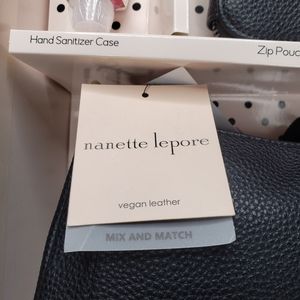 Hand Sanitizer Case
Zip Pouc
nanette lepore
vegan leather
MIX AND MATCH